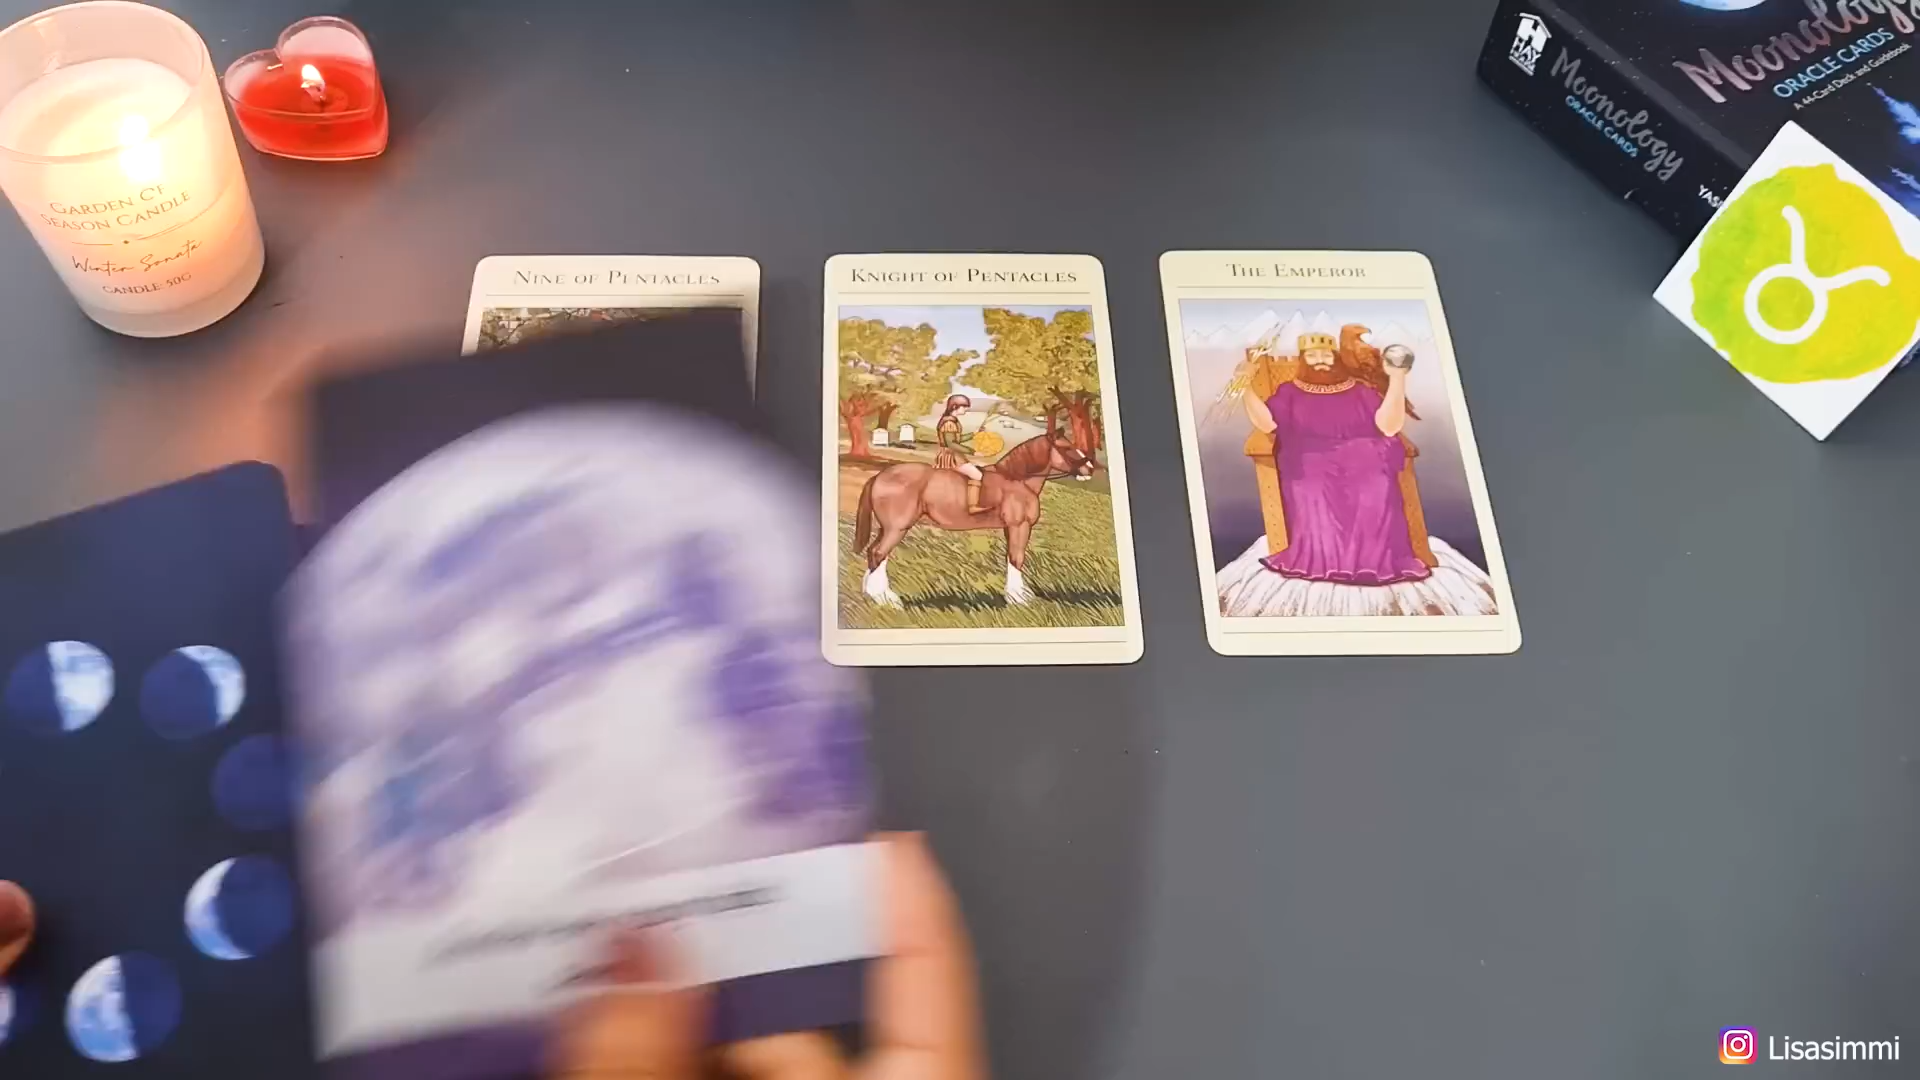 GARDEN OF
SEASON CANDLE
Winter Sonata
CANDLE 50G
NINE OF PENTACLES
KNIGHT OF PENTACLES
THE EMPEROR
HAY
HOUSE
Moonology
ORACLE CARDS
Moonology
ORACLE CARDS
A 44-Card Deck and Guidebook
Lisasimmi